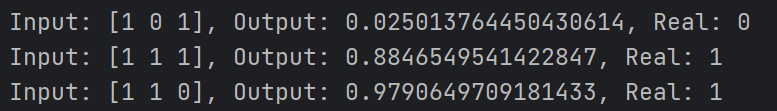 Input: [1 0 1], Output: 0.025013764450430614, Real: 0
Input: [1 1 1], Output: 0.8846549541422847, Real: 1
Input: [1 1 0], Output: 0.9790649709181433, Real: 1